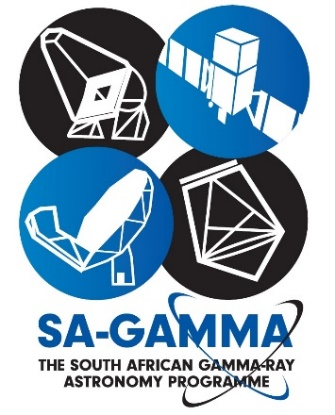 SA-GAMMA
THE SOUTH AFRICAN GAMMA-RAY
ASTRONOMY PROGRAMME